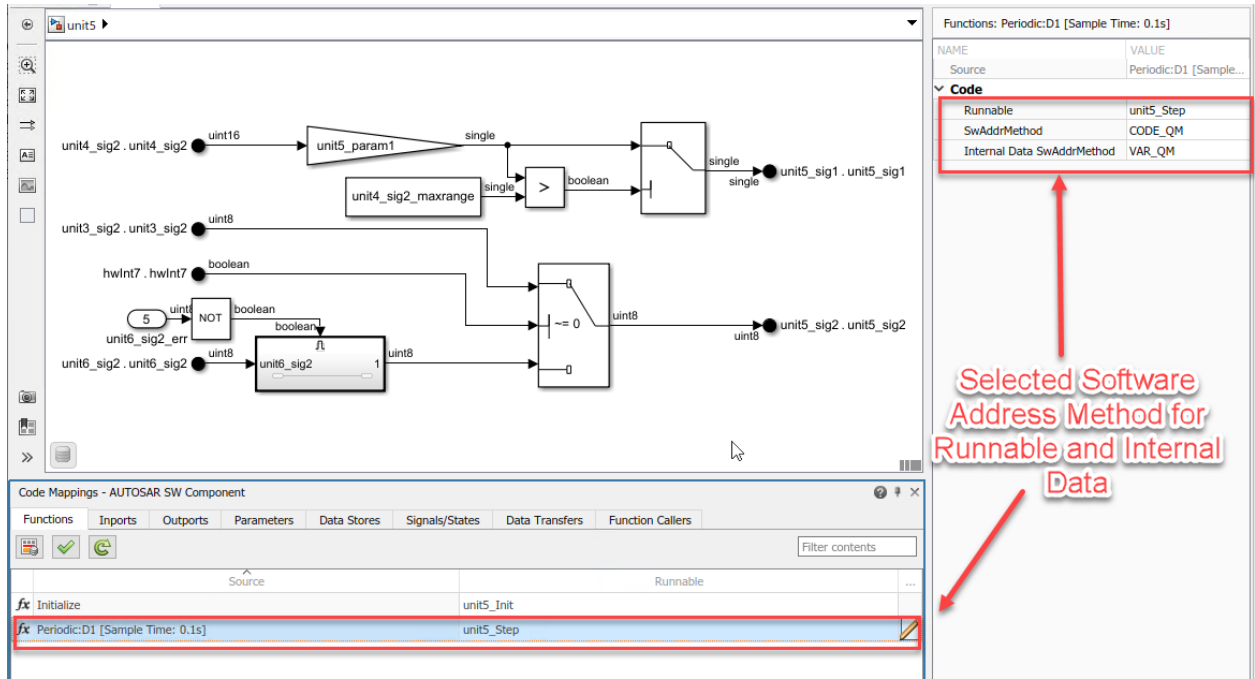 unit5
Functions: Periodic:D1 [Sample Time: 0.1s]
NAME VALUE
Source Periodic:D1 [Sample...
Code
Runnable unit5_Step
SwAddrMethod CODE_QM
Internal Data SwAddrMethod VAR_QM
unit4_sig2 . unit4_sig2
uint16
unit5_param1
single
single
single
unit5_sig1 . unit5_sig1
unit4_sig2_maxrange
single
>
boolean
unit3_sig2 . unit3_sig2
uint8
hwInt7 . hwInt7
boolean
5
uint8
NOT
boolean
unit6_sig2_err
boolean
unit6_sig2 . unit6_sig2
uint8
unit6_sig2
1
uint8
~= 0
uint8
uint8
unit5_sig2 . unit5_sig2
Selected Software
Address Method for
Runnable and Internal
Data
Code Mappings - AUTOSAR SW Component
Functions Inports Outports Parameters Data Stores Signals/States Data Transfers Function Callers
Filter contents
Source Runnable ...
fx Initialize unit5_Init
fx Periodic:D1 [Sample Time: 0.1s] unit5_Step